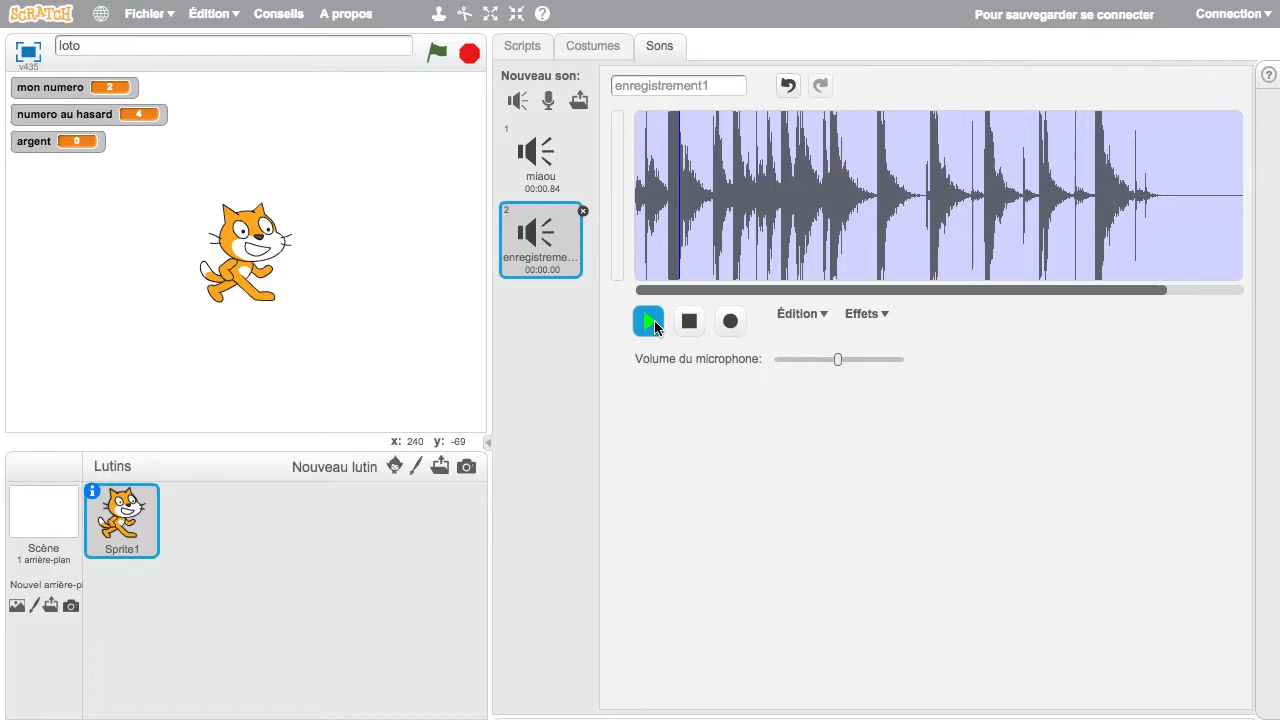 SCRATCH
Fichier
Édition
Conseils
A propos
Pour sauvegarder se connecter
Connection
v435
loto
mon numero 2
numero au hasard 4
argent 0
x: 240 y: -69
Scripts
Costumes
Sons
Nouveau son:
1
miaou
00:00.84
2
enregistreme...
00:00.00
enregistrement1
Édition
Effets
Volume du microphone:
Lutins
Nouveau lutin
Scène
1 arrière-plan
Nouvel arrière-pl
Sprite1